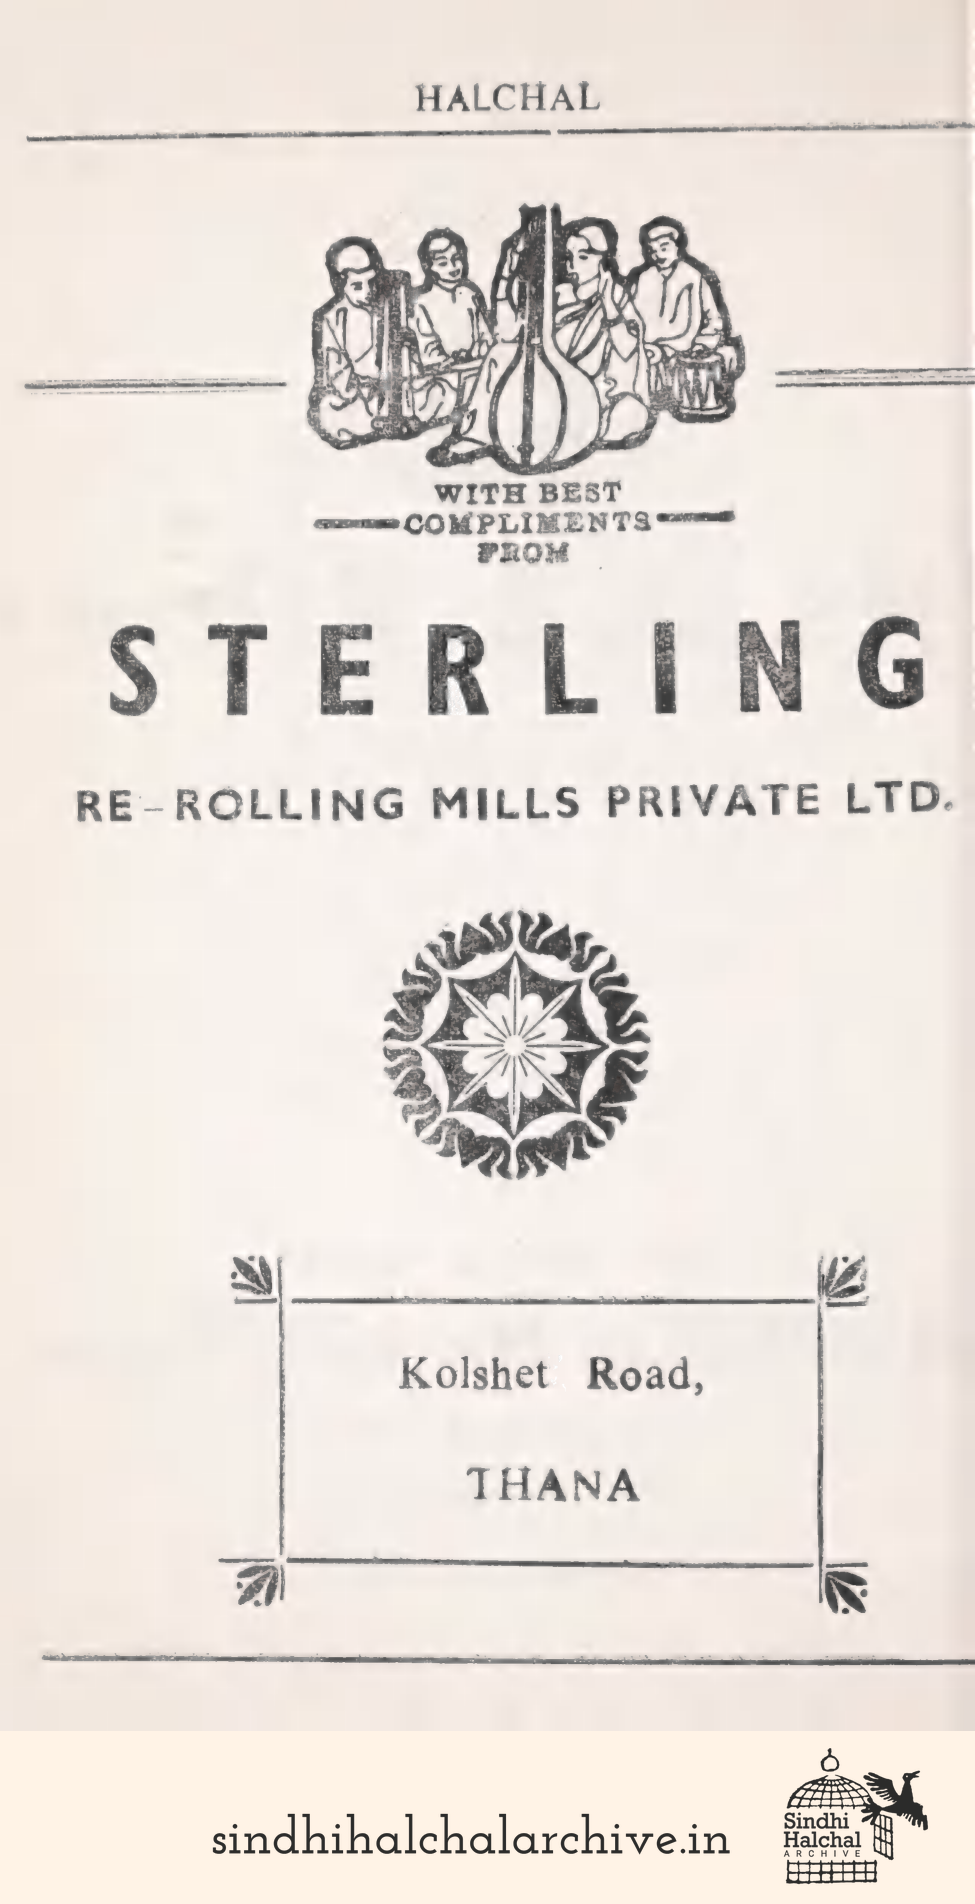 HALCHAL
WITH BEST
COMPLIMENTS
FROM
STERLING
RE-ROLLING MILLS PRIVATE LTD.
Kolshet Road,
THANA
sindhihalchalarchive.in
Sindhi
Halchal
ARCHIVE